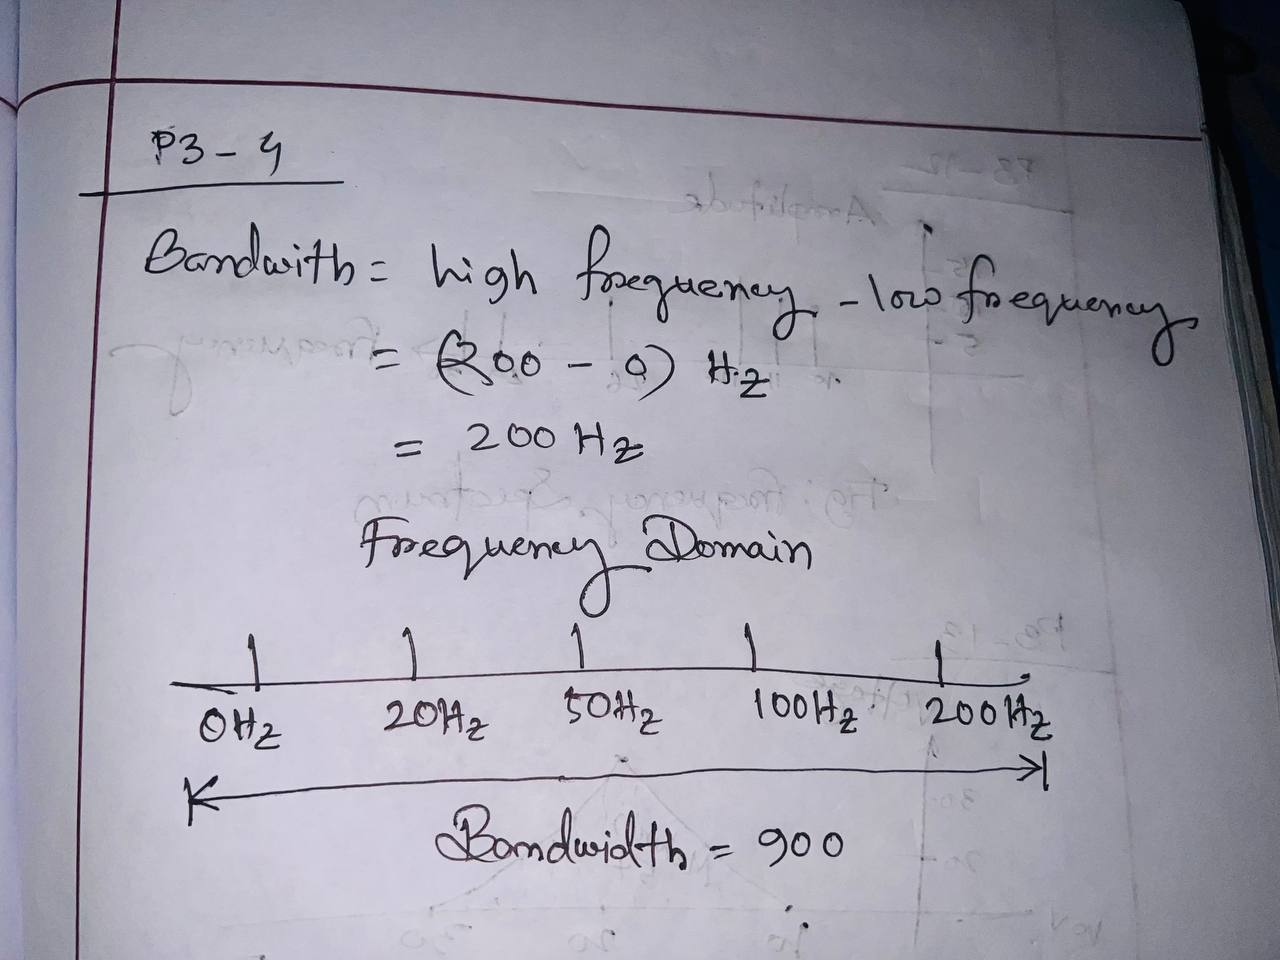 P3-4
Bandwith = high frequency - low frequency
= (200 - 0) Hz
= 200 Hz
Frequency Domain
0Hz 20Hz 50Hz 100Hz 200Hz
Bandwidth = 900